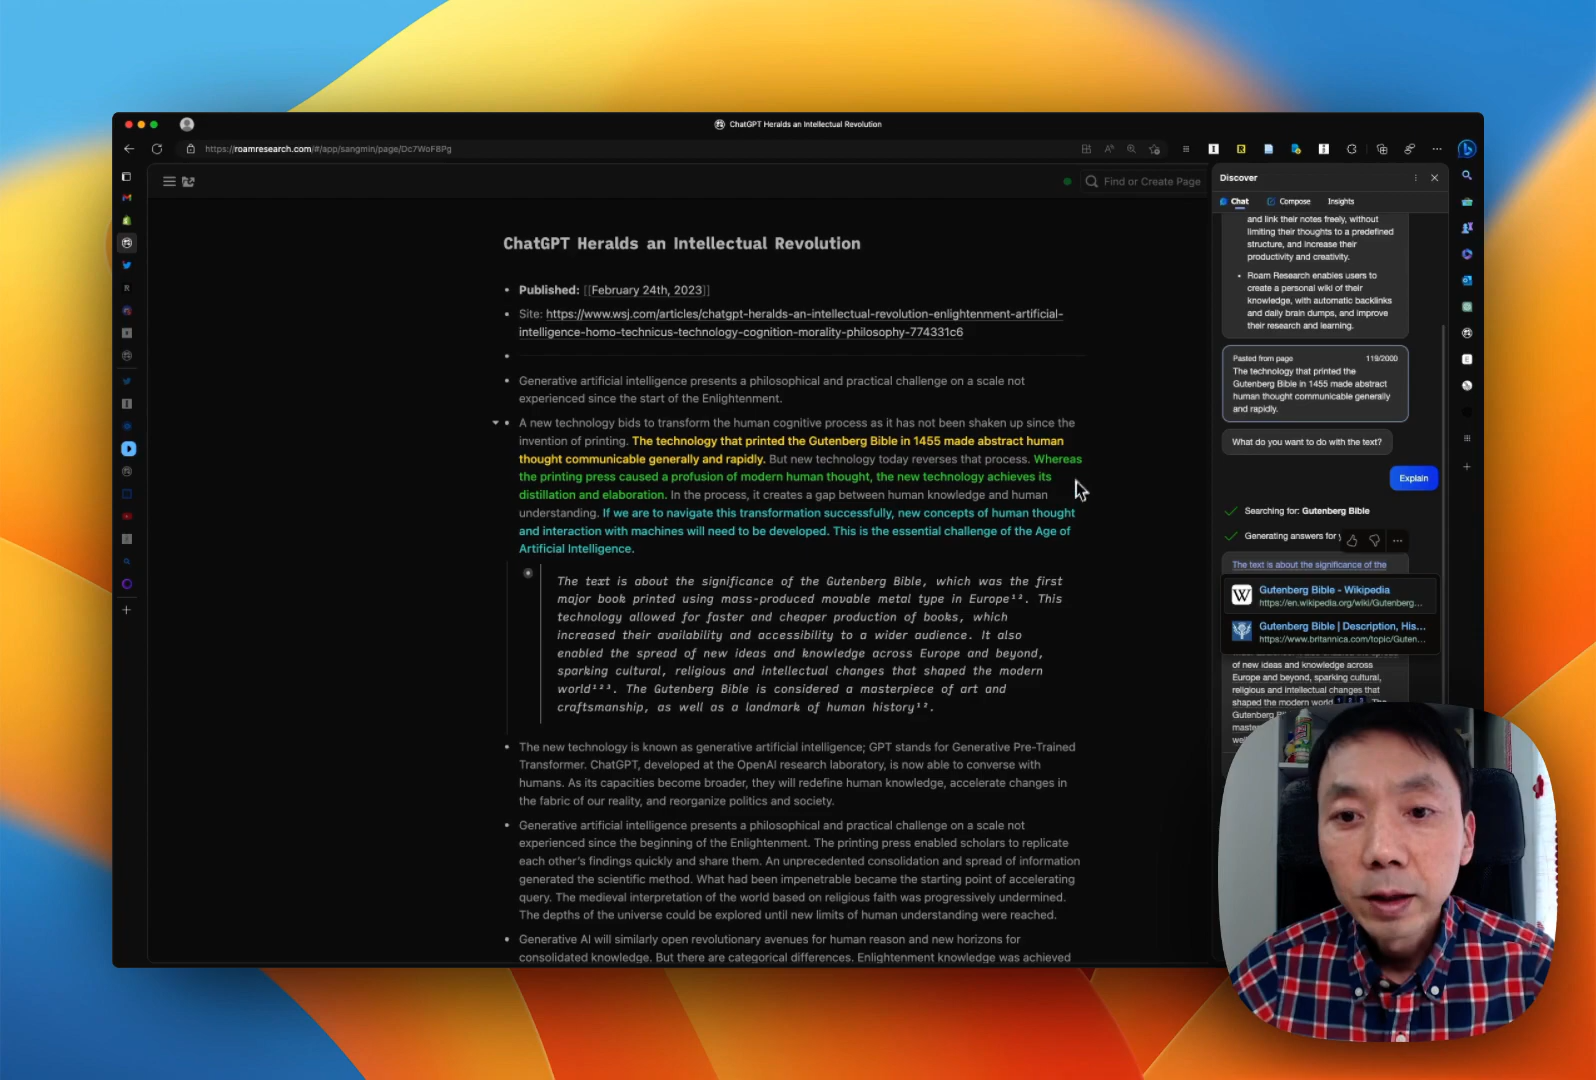 ChatGPT Heralds an Intellectual Revolution
https://roamresearch.com/#/app/sangmin/page/Dc7WoFBPg
Find or Create Page
ChatGPT Heralds an Intellectual Revolution
Published: [[February 24th, 2023]]
Site: https://www.wsj.com/articles/chatgpt-heralds-an-intellectual-revolution-enlightenment-artificial-
intelligence-homo-technicus-technology-cognition-morality-philosophy-774331c6
Generative artificial intelligence presents a philosophical and practical challenge on a scale not
experienced since the start of the Enlightenment.
A new technology bids to transform the human cognitive process as it has not been shaken up since the
invention of printing. The technology that printed the Gutenberg Bible in 1455 made abstract human
thought communicable generally and rapidly. But new technology today reverses that process. Whereas
the printing press caused a profusion of modern human thought, the new technology achieves its
distillation and elaboration. In the process, it creates a gap between human knowledge and human
understanding. If we are to navigate this transformation successfully, new concepts of human thought
and interaction with machines will need to be developed. This is the essential challenge of the Age of
Artificial Intelligence.
The text is about the significance of the Gutenberg Bible, which was the first
major book printed using mass-produced movable metal type in Europe¹². This
technology allowed for faster and cheaper production of books, which
increased their availability and accessibility to a wider audience. It also
enabled the spread of new ideas and knowledge across Europe and beyond,
sparking cultural, religious and intellectual changes that shaped the modern
world¹²³. The Gutenberg Bible is considered a masterpiece of art and
craftsmanship, as well as a landmark of human history¹².
The new technology is known as generative artificial intelligence; GPT stands for Generative Pre-Trained
Transformer. ChatGPT, developed at the OpenAI research laboratory, is now able to converse with
humans. As its capacities become broader, they will redefine human knowledge, accelerate changes in
the fabric of our reality, and reorganize politics and society.
Generative artificial intelligence presents a philosophical and practical challenge on a scale not
experienced since the beginning of the Enlightenment. The printing press enabled scholars to replicate
each other's findings quickly and share them. An unprecedented consolidation and spread of information
generated the scientific method. What had been impenetrable became the starting point of accelerating
query. The medieval interpretation of the world based on religious faith was progressively undermined.
The depths of the universe could be explored until new limits of human understanding were reached.
Generative AI will similarly open revolutionary avenues for human reason and new horizons for
consolidated knowledge. But there are categorical differences. Enlightenment knowledge was achieved
Discover
Chat Compose Insights
and link their notes freely, without
limiting their thoughts to a predefined
structure, and increase their
productivity and creativity.
Roam Research enables users to
create a personal wiki of their
knowledge, with automatic backlinks
and daily brain dumps, and improve
their research and learning.
Pasted from page 119/2000
The technology that printed the
Gutenberg Bible in 1455 made abstract
human thought communicable generally
and rapidly.
What do you want to do with the text?
Explain
Searching for: Gutenberg Bible
Generating answers for
The text is about the significance of the
Gutenberg Bible - Wikipedia
https://en.wikipedia.org/wiki/Gutenberg...
Gutenberg Bible | Description, His...
https://www.britannica.com/topic/Guten...
of new ideas and knowledge across
Europe and beyond, sparking cultural,
religious and intellectual changes that
shaped the modern world 1 2 3. The
Gutenberg